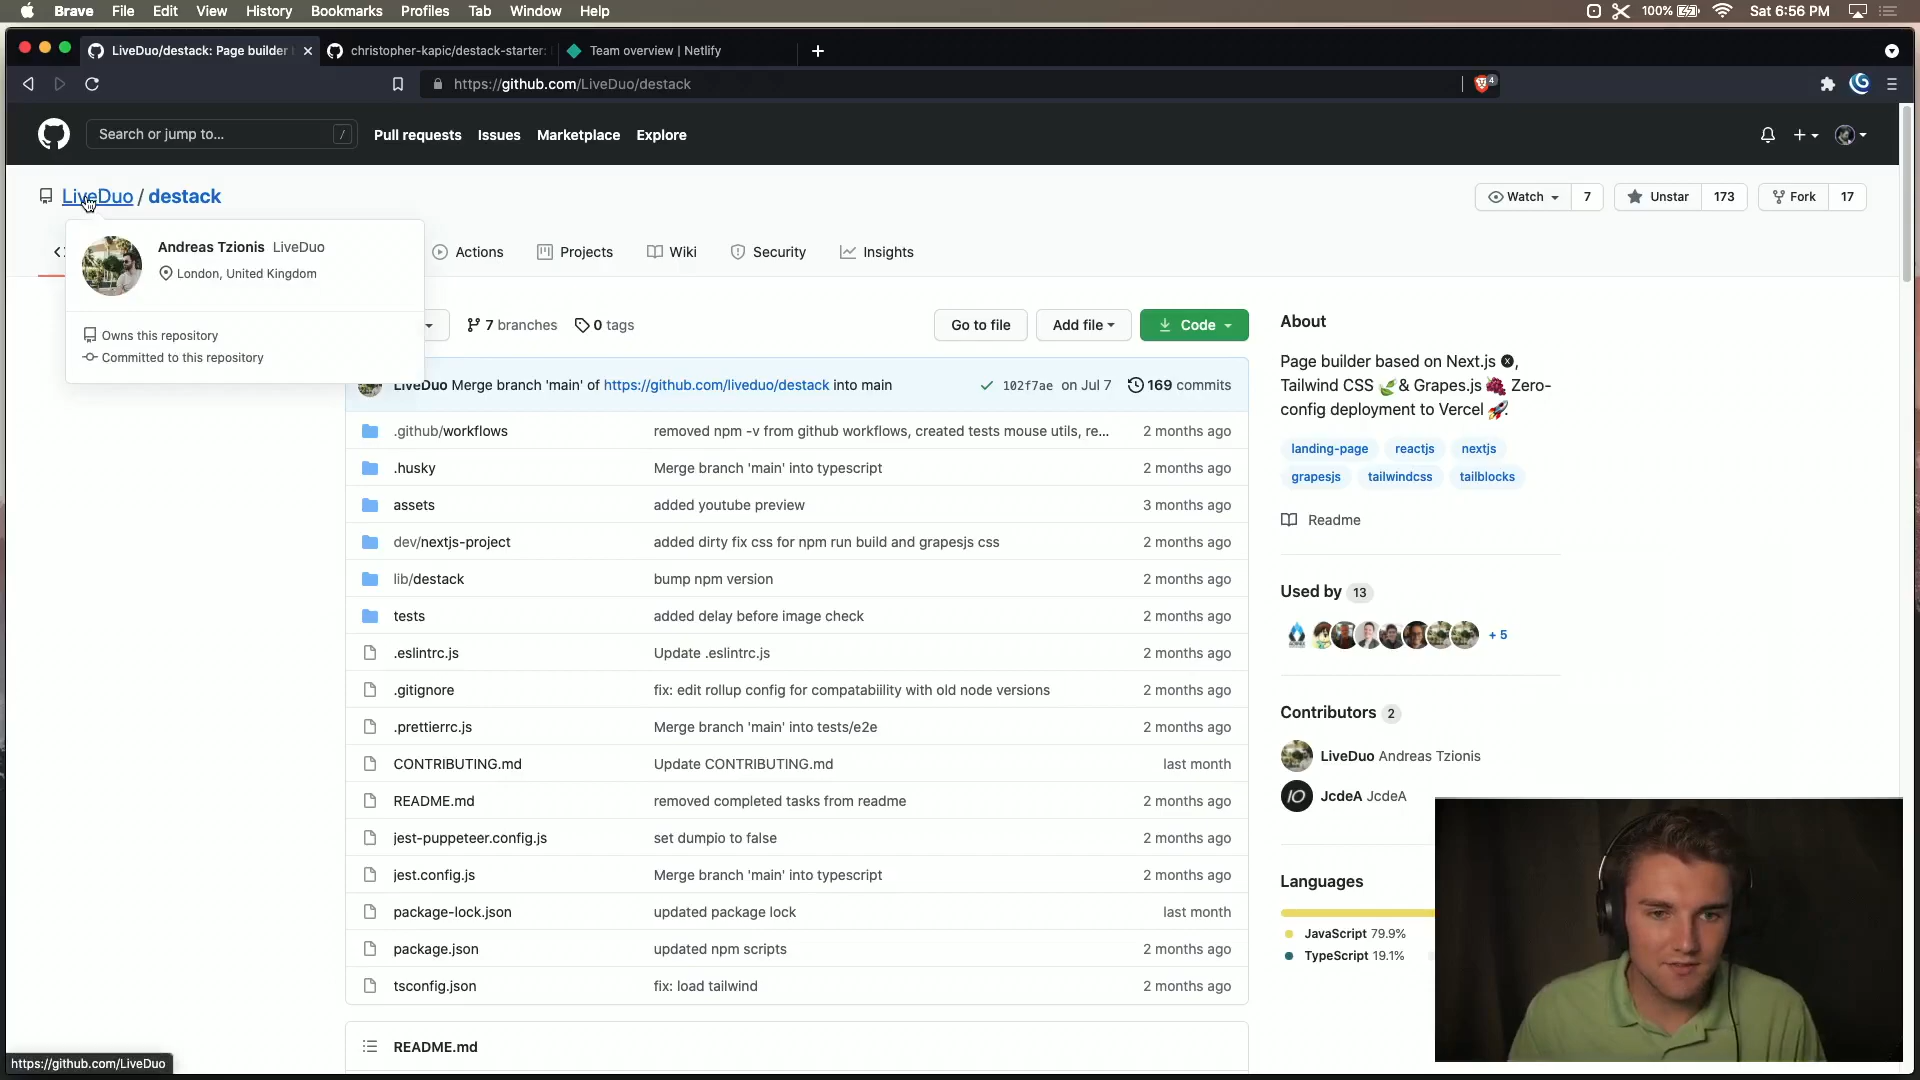 Brave File Edit View History Bookmarks Profiles Tab Window Help 100% Sat 6:56 PM
LiveDuo/destack: Page builder christopher-kapic/destack-starter: Team overview | Netlify
https://github.com/LiveDuo/destack 4
Search or jump to... / Pull requests Issues Marketplace Explore
LiveDuo / destack Watch 7 Unstar 173 Fork 17
Andreas Tzionis LiveDuo
London, United Kingdom
Owns this repository
Committed to this repository
Actions Projects Wiki Security Insights
7 branches 0 tags Go to file Add file Code
LiveDuo Merge branch 'main' of https://github.com/liveduo/destack into main 102f7ae on Jul 7 169 commits
.github/workflows removed npm -v from github workflows, created tests mouse utils, re... 2 months ago
.husky Merge branch 'main' into typescript 2 months ago
assets added youtube preview 3 months ago
dev/nextjs-project added dirty fix css for npm run build and grapesjs css 2 months ago
lib/destack bump npm version 2 months ago
tests added delay before image check 2 months ago
.eslintrc.js Update .eslintrc.js 2 months ago
.gitignore fix: edit rollup config for compatabiility with old node versions 2 months ago
.prettierrc.js Merge branch 'main' into tests/e2e 2 months ago
CONTRIBUTING.md Update CONTRIBUTING.md last month
README.md removed completed tasks from readme 2 months ago
jest-puppeteer.config.js set dumpio to false 2 months ago
jest.config.js Merge branch 'main' into typescript 2 months ago
package-lock.json updated package lock last month
package.json updated npm scripts 2 months ago
tsconfig.json fix: load tailwind 2 months ago
README.md
About
Page builder based on Next.js,
Tailwind CSS & Grapes.js Zero-
config deployment to Vercel
landing-page reactjs nextjs
grapesjs tailwindcss tailblocks
Readme
Used by 13
+ 5
Contributors 2
LiveDuo Andreas Tzionis
IO JcdeA JcdeA
Languages
JavaScript 79.9%
TypeScript 19.1%
https://github.com/LiveDuo